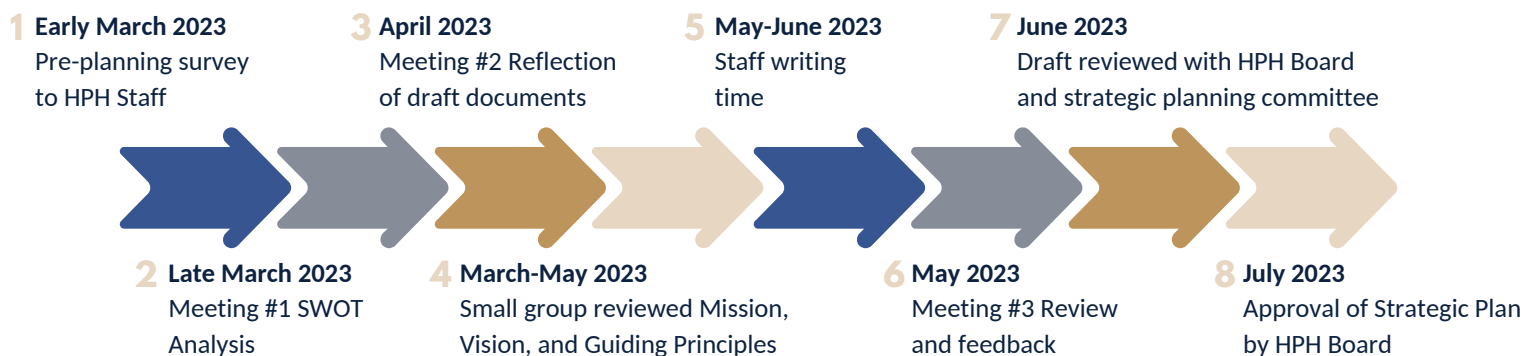 1 Early March 2023
Pre-planning survey
to HPH Staff
2 Late March 2023
Meeting #1 SWOT
Analysis
3 April 2023
Meeting #2 Reflection
of draft documents
4 March-May 2023
Small group reviewed Mission,
Vision, and Guiding Principles
5 May-June 2023
Staff writing
time
6 May 2023
Meeting #3 Review
and feedback
7 June 2023
Draft reviewed with HPH Board
and strategic planning committee
8 July 2023
Approval of Strategic Plan
by HPH Board